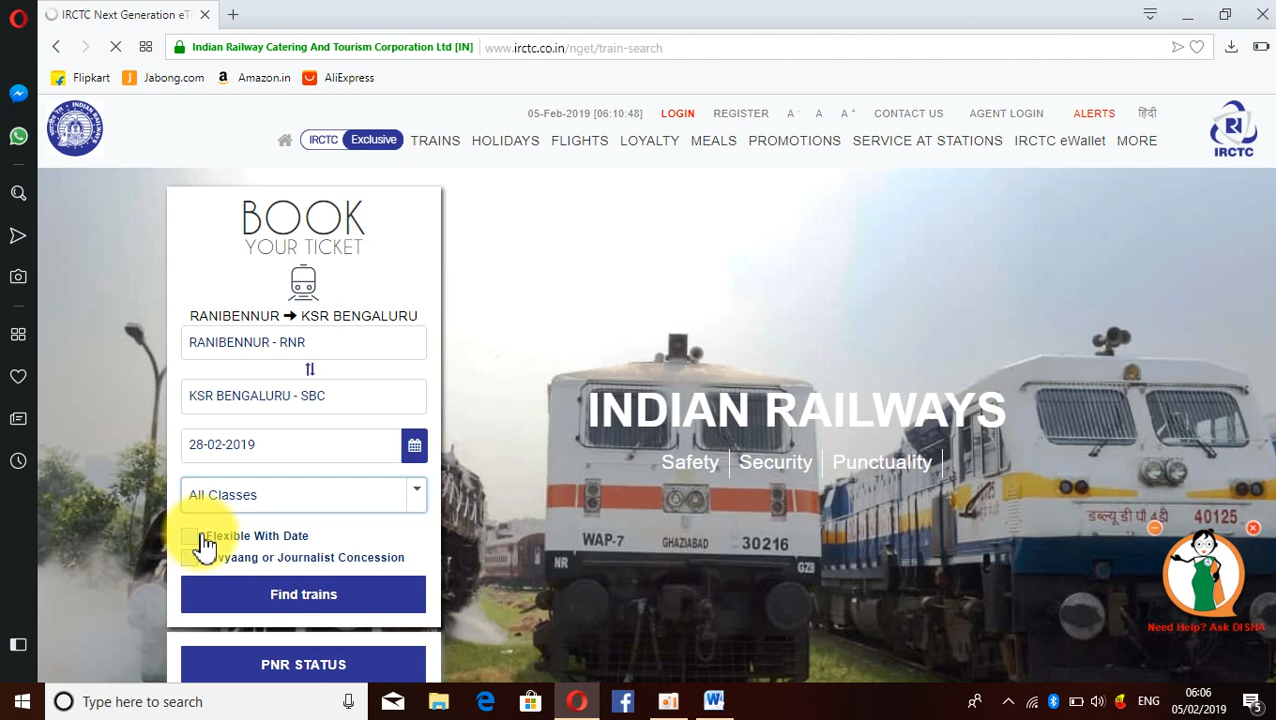 IRCTC Next Generation eTi
Indian Railway Catering And Tourism Corporation Ltd [IN]
www.irctc.co.in/nget/train-search
Flipkart
Jabong.com
Amazon.in
AliExpress
05-Feb-2019 [06:10:48]
LOGIN
REGISTER
A- A A+
CONTACT US
AGENT LOGIN
ALERTS
हिंदी
IRCTC Exclusive
TRAINS
HOLIDAYS
FLIGHTS
LOYALTY
MEALS
PROMOTIONS
SERVICE AT STATIONS
IRCTC eWallet
MORE
IRCTC
BOOK
YOUR TICKET
RANIBENNUR ➜ KSR BENGALURU
RANIBENNUR - RNR
KSR BENGALURU - SBC
28-02-2019
All Classes
Flexible With Date
or Journalist Concession
Find trains
PNR STATUS
INDIAN RAILWAYS
Safety | Security | Punctuality |
WAP-7
GHAZIABAD
30216
NR
GZB
40125
Need Help? Ask DISHA
Type here to search
ENG
06:06
05/02/2019
5